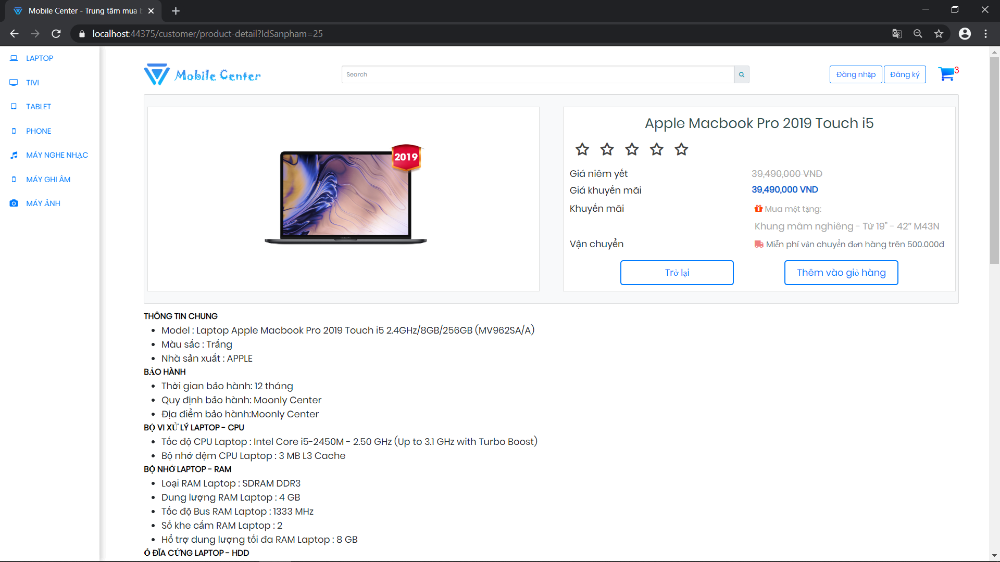 Mobile Center - Trung tâm mua
localhost:44375/customer/product-detail?IdSanpham=25
LAPTOP
TIVI
TABLET
PHONE
MÁY NGHE NHẠC
MÁY GHI ÂM
MÁY ẢNH
Mobile Center
Search
Đăng nhập
Đăng ký
3
2019
Apple Macbook Pro 2019 Touch i5
Giá niêm yết 39,490,000 VND
Giá khuyến mãi 39,490,000 VND
Khuyến mãi Mua một tặng:
Khung mâm nghiêng - Từ 19” - 42″ M43N
Vận chuyển Miễn phí vận chuyển đơn hàng trên 500.000đ
Trở lại
Thêm vào giỏ hàng
THÔNG TIN CHUNG
Model : Laptop Apple Macbook Pro 2019 Touch i5 2.4GHz/8GB/256GB (MV962SA/A)
Màu sắc : Trắng
Nhà sản xuất : APPLE
BẢO HÀNH
Thời gian bảo hành: 12 tháng
Quy định bảo hành: Moonly Center
Địa điểm bảo hành:Moonly Center
BỘ VI XỬ LÝ LAPTOP - CPU
Tốc độ CPU Laptop : Intel Core i5-2450M - 2.50 GHz (Up to 3.1 GHz with Turbo Boost)
Bộ nhớ đệm CPU Laptop : 3 MB L3 Cache
BỘ NHỚ LAPTOP - RAM
Loại RAM Laptop : SDRAM DDR3
Dung lượng RAM Laptop : 4 GB
Tốc độ Bus RAM Laptop : 1333 MHz
Số khe cắm RAM Laptop : 2
Hổ trợ dung lượng tối đa RAM Laptop : 8 GB
Ổ ĐĨA CỨNG LAPTOP - HDD